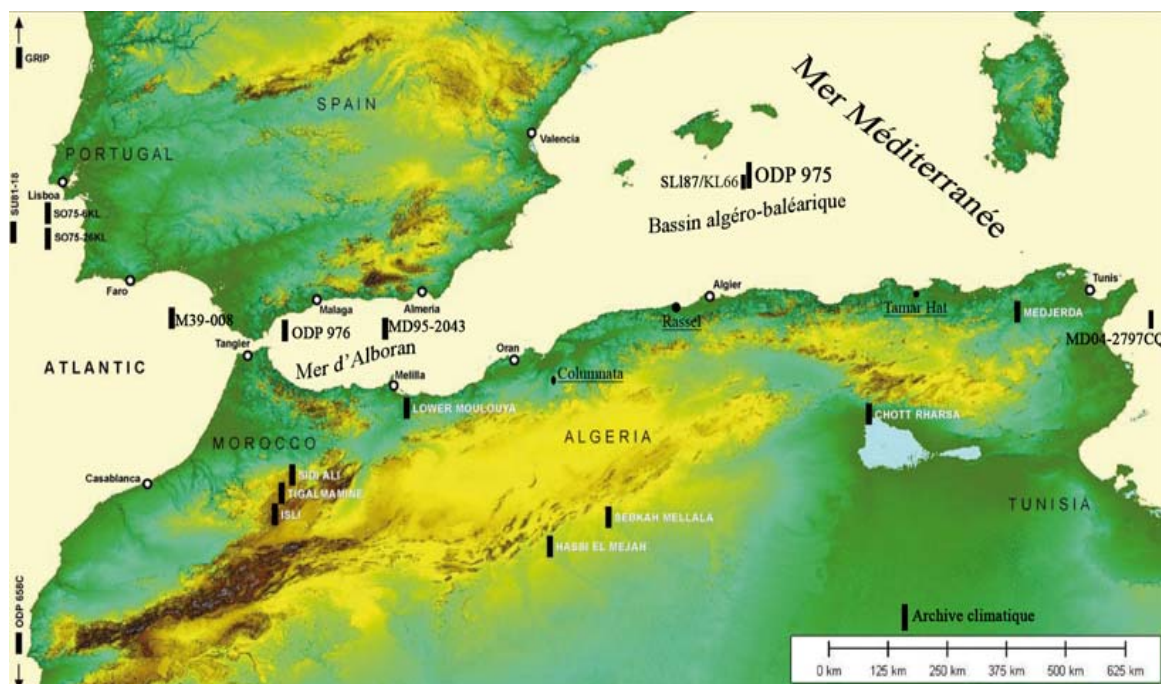 GRIP
SPAIN
Mer Méditerranée
Valencia
PORTUGAL
Lisboa
SU81-18
SO75-6KL
SO75-26KL
SL187/KL66
ODP 975
Bassin algéro-baléarique
Faro
Malaga
Almeria
Algier
Tunis
M39-008
ODP 976
MD95-2043
Rassel
Tamar Hat
MEDJERDA
MD04-2797CQ
Tangier
ATLANTIC
Mer d'Alboran
Oran
Melilla
Columnata
LOWER MOULOUYA
CHOTT RHARSA
MOROCCO
ALGERIA
Casablanca
SIDI ALI
TIGALMAMINE
ISLI
SEBKAH MELLALA
TUNISIA
HASSI EL MEJAH
ODP 658C
Archive climatique
0 km 125 km 250 km 375 km 500 km 625 km